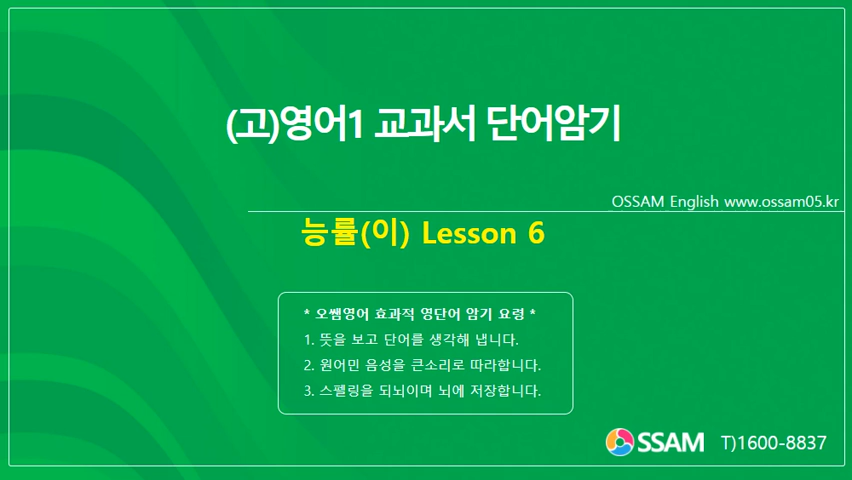 (고)영어1 교과서 단어암기
OSSAM English www.ossam05.kr
능률(이) Lesson 6
* 오쌤영어 효과적 영단어 암기 요령 *
1. 뜻을 보고 단어를 생각해 냅니다.
2. 원어민 음성을 큰소리로 따라합니다.
3. 스펠링을 되뇌이며 뇌에 저장합니다.
OSSAM T)1600-8837